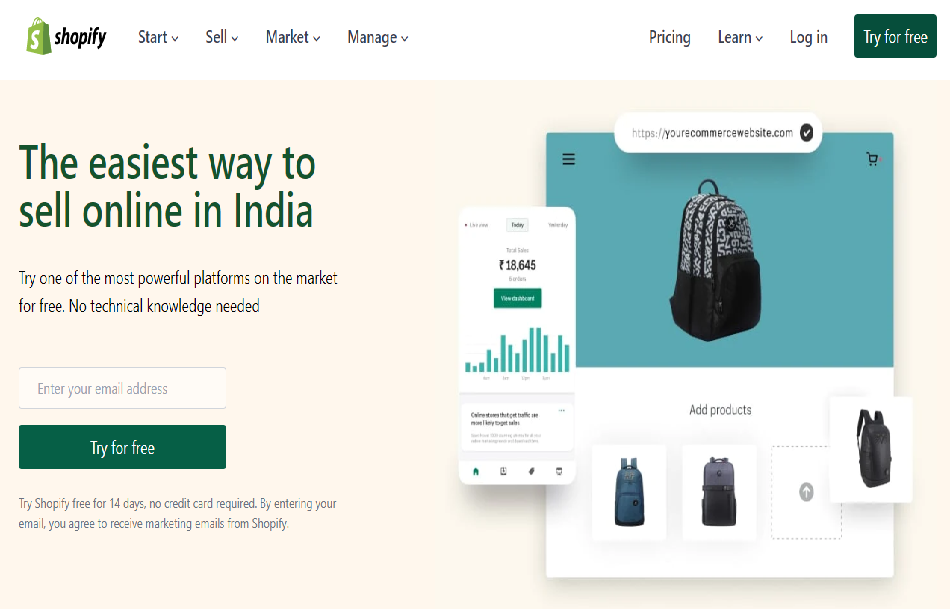 shopify
Start
Sell
Market
Manage
Pricing
Learn
Log in
Try for free
The easiest way to
sell online in India
Try one of the most powerful platforms on the market
for free. No technical knowledge needed
Enter your email address
Try for free
Try Shopify free for 14 days, no credit card required. By entering your
email, you agree to receive marketing emails from Shopify.
https://yourecommercewebsite.com
Live view
Today
Yesterday
Total Sales
₹ 18,645
View dashboard
Online stores that get traffic are
more likely to get sales
Add products